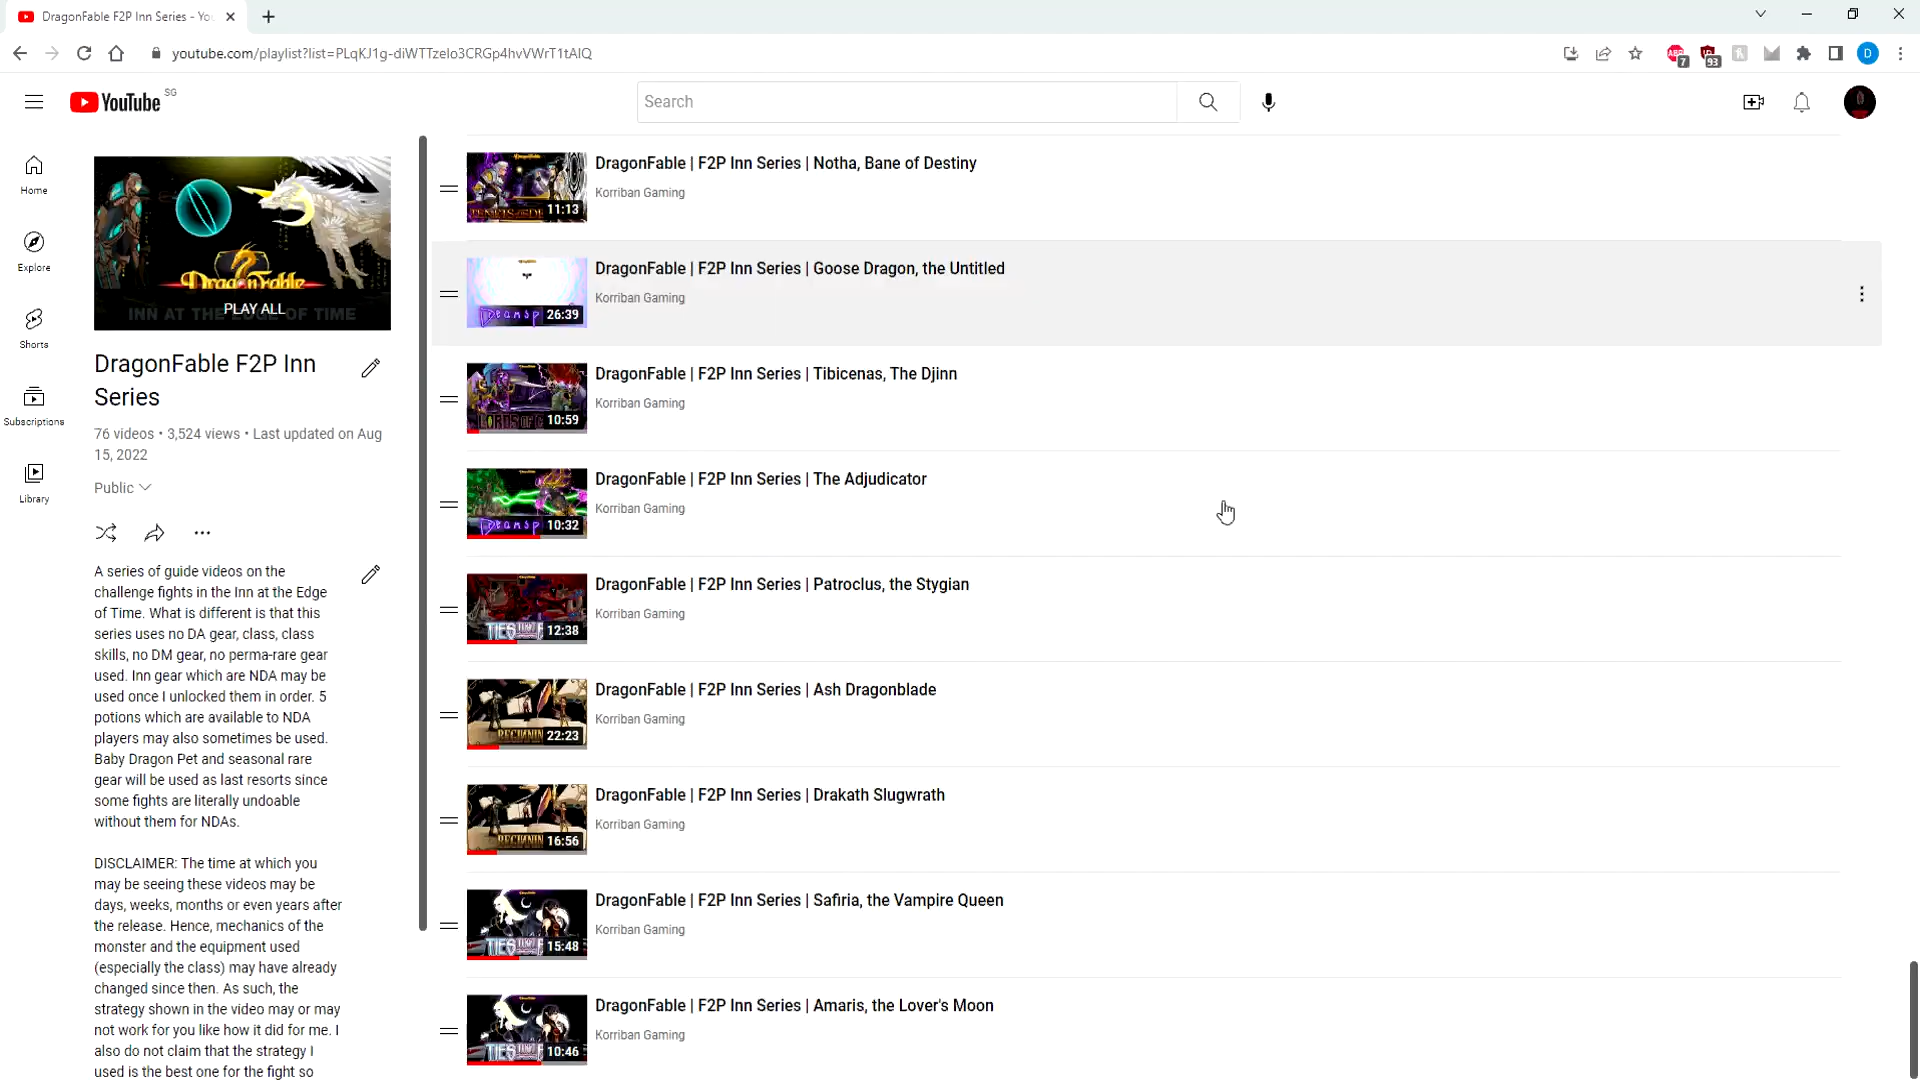 DragonFable F2P Inn Series - You
youtube.com/playlist?list=PLqKJ1g-diWTTzelo3CRGp4hvVWrT1tAIQ
7
93
D
YouTube SG
Search
Home
Explore
Shorts
Subscriptions
Library
DragonFable
INN AT THE EDGE OF TIME
PLAY ALL
DragonFable F2P Inn
Series
76 videos • 3,524 views • Last updated on Aug
15, 2022
Public
A series of guide videos on the
challenge fights in the Inn at the Edge
of Time. What is different is that this
series uses no DA gear, class, class
skills, no DM gear, no perma-rare gear
used. Inn gear which are NDA may be
used once I unlocked them in order. 5
potions which are available to NDA
players may also sometimes be used.
Baby Dragon Pet and seasonal rare
gear will be used as last resorts since
some fights are literally undoable
without them for NDAs.
DISCLAIMER: The time at which you
may be seeing these videos may be
days, weeks, months or even years after
the release. Hence, mechanics of the
monster and the equipment used
(especially the class) may have already
changed since then. As such, the
strategy shown in the video may or may
not work for you like how it did for me. I
also do not claim that the strategy I
used is the best one for the fight so
11:13
DragonFable | F2P Inn Series | Notha, Bane of Destiny
Korriban Gaming
26:39
DragonFable | F2P Inn Series | Goose Dragon, the Untitled
Korriban Gaming
10:59
DragonFable | F2P Inn Series | Tibicenas, The Djinn
Korriban Gaming
10:32
DragonFable | F2P Inn Series | The Adjudicator
Korriban Gaming
12:38
DragonFable | F2P Inn Series | Patroclus, the Stygian
Korriban Gaming
22:23
DragonFable | F2P Inn Series | Ash Dragonblade
Korriban Gaming
16:56
DragonFable | F2P Inn Series | Drakath Slugwrath
Korriban Gaming
15:48
DragonFable | F2P Inn Series | Safiria, the Vampire Queen
Korriban Gaming
10:46
DragonFable | F2P Inn Series | Amaris, the Lover's Moon
Korriban Gaming